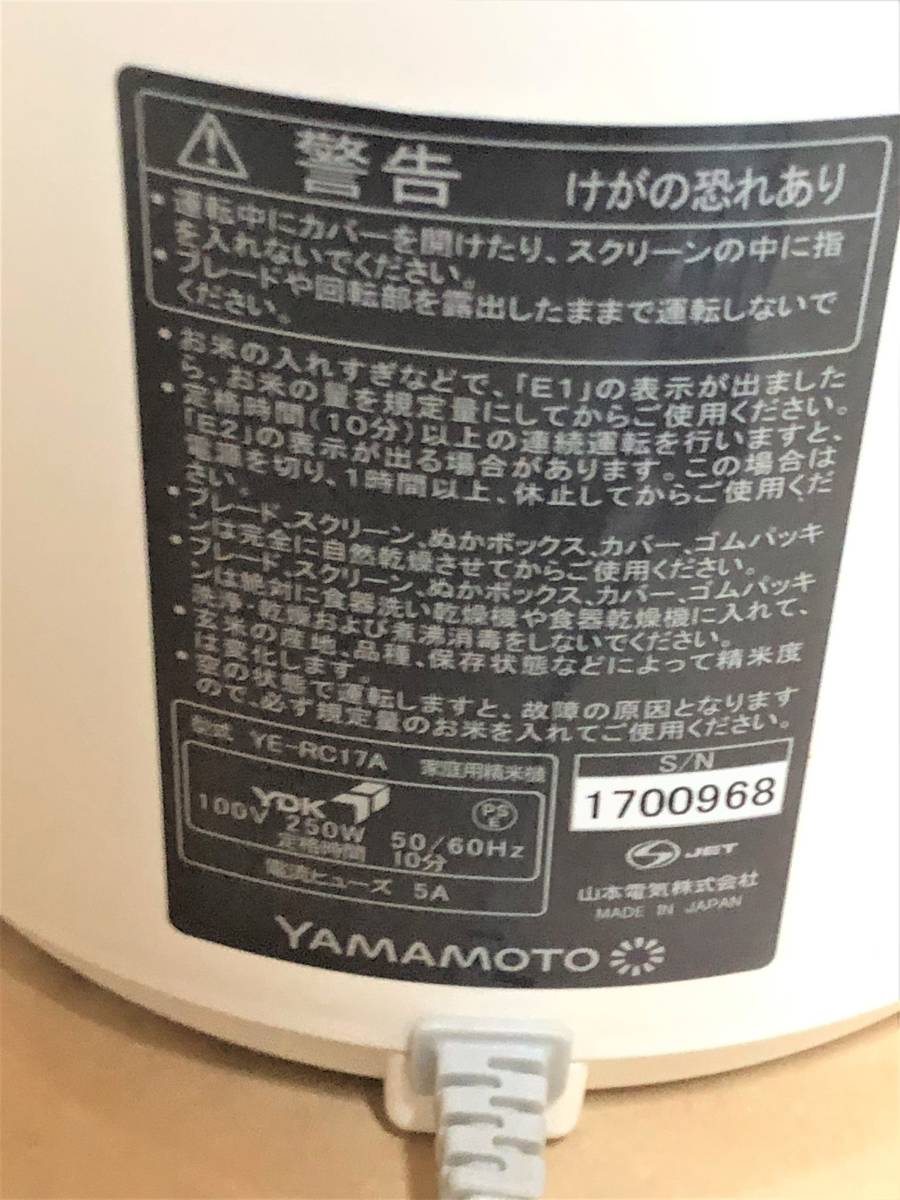 警告 けがの恐れあり
・運転中にカバーを開けたり、スクリーンの中に指
を入れないでください。
・ブレードや回転部を露出したままで運転しないで
ください。
・お米の入れすぎなどで、「E1」の表示が出ました
ら、お米の量を規定量にしてからご使用ください。
・定格時間(10分)以上の連続運転を行いますと、
「E2」の表示が出る場合があります。この場合は
電源を切り、1時間以上、休止してからご使用くだ
さい。
・ブレード、スクリーン、ぬかボックス、カバー、ゴムパッキ
ンは完全に自然乾燥させてからご使用ください。
・ブレード、スクリーン、ぬかボックス、カバー、ゴムパッキ
ンは絶対に食器洗い乾燥機や食器乾燥機に入れて、
洗浄・乾燥および煮沸消毒をしないでください。
・玄米の産地、品種、保存状態などによって精米度
は変化します。
・空の状態で運転しますと、故障の原因となります
ので、必ず規定量のお米を入れてご使用ください。
型式 YE-RC17A 家庭用精米機
YDK
PS
E
100V 250W 50/60Hz
定格時間 10分
電流ヒューズ 5A
S/N
1700968
JET
山本電気株式会社
MADE IN JAPAN
YAMAMOTO